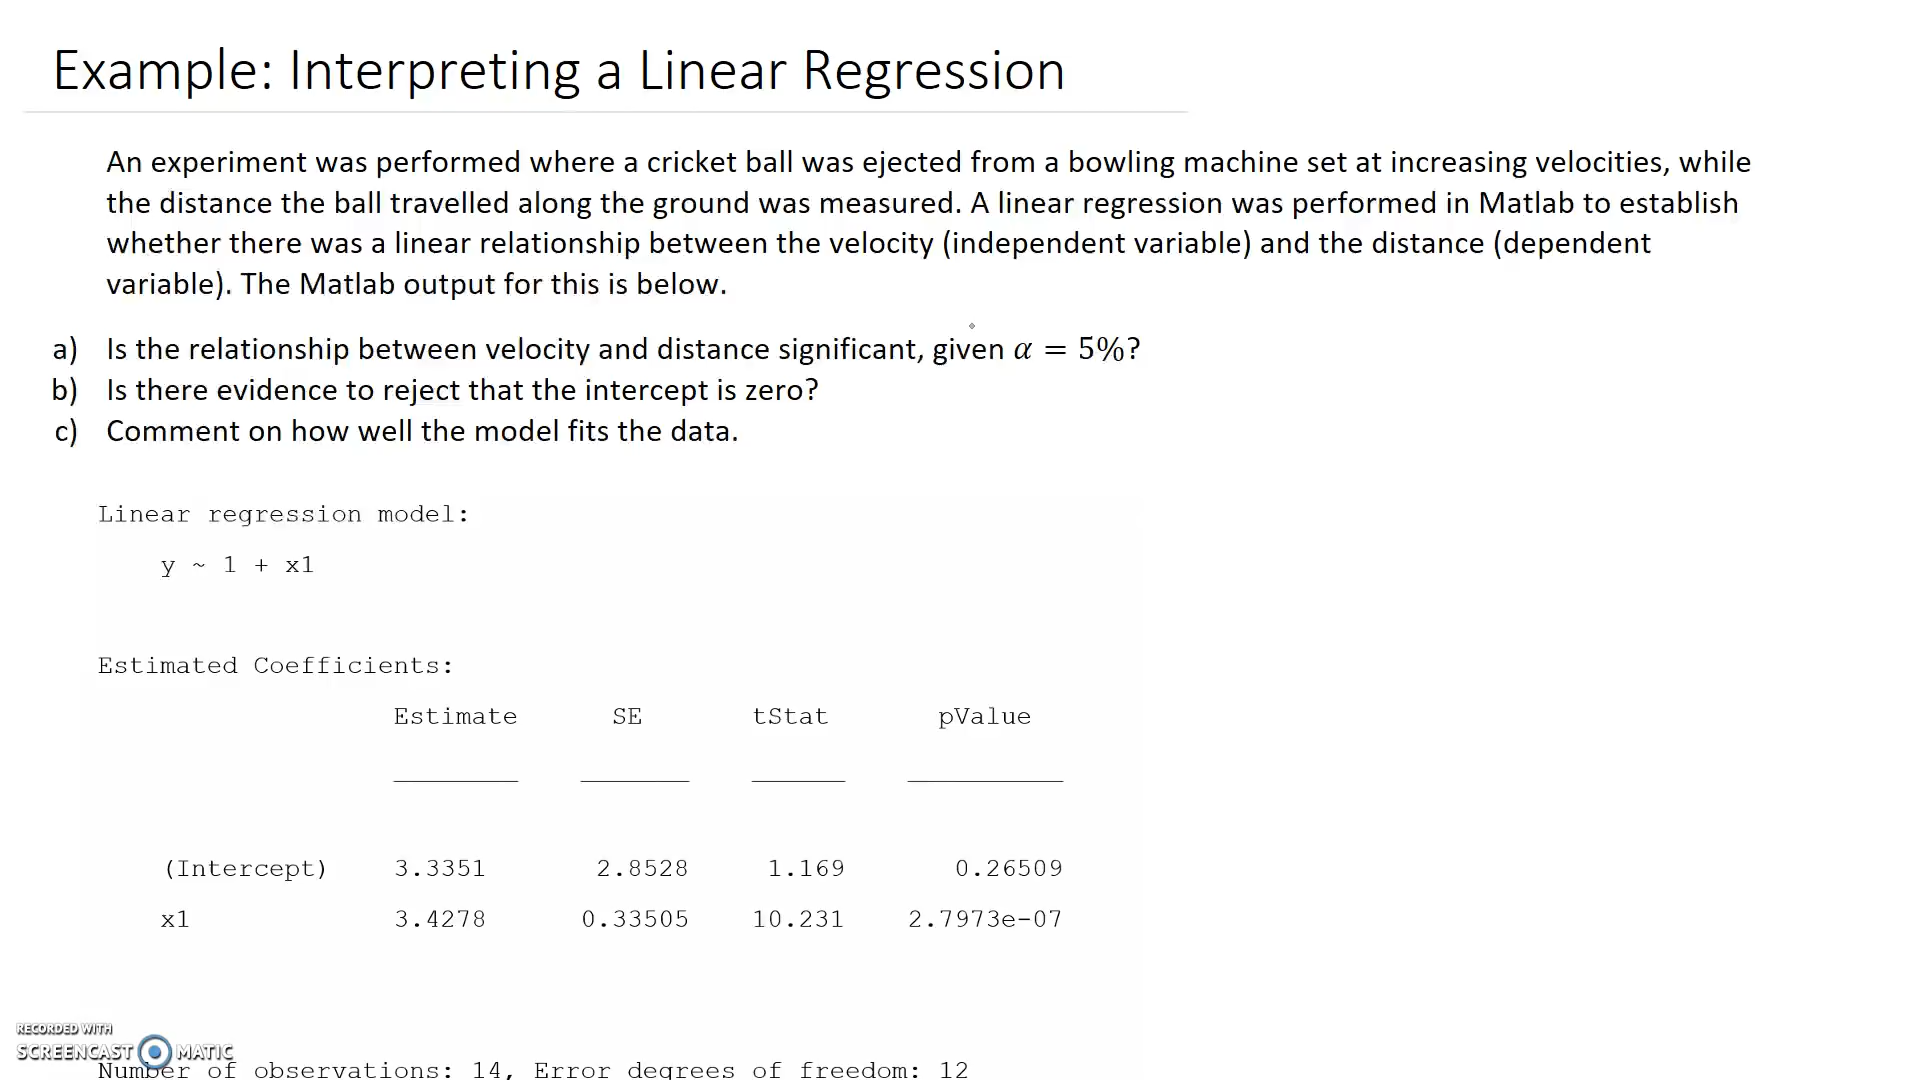 Example: Interpreting a Linear Regression
An experiment was performed where a cricket ball was ejected from a bowling machine set at increasing velocities, while
the distance the ball travelled along the ground was measured. A linear regression was performed in Matlab to establish
whether there was a linear relationship between the velocity (independent variable) and the distance (dependent
variable). The Matlab output for this is below.
a) Is the relationship between velocity and distance significant, given α = 5%?
b) Is there evidence to reject that the intercept is zero?
c) Comment on how well the model fits the data.
Linear regression model:
y ~ 1 + x1
Estimated Coefficients:
Estimate SE tStat pValue
(Intercept) 3.3351 2.8528 1.169 0.26509
x1 3.4278 0.33505 10.231 2.7973e-07
RECORDED WITH
SCREENCAST MATIC
Number of observations: 14, Error degrees of freedom: 12